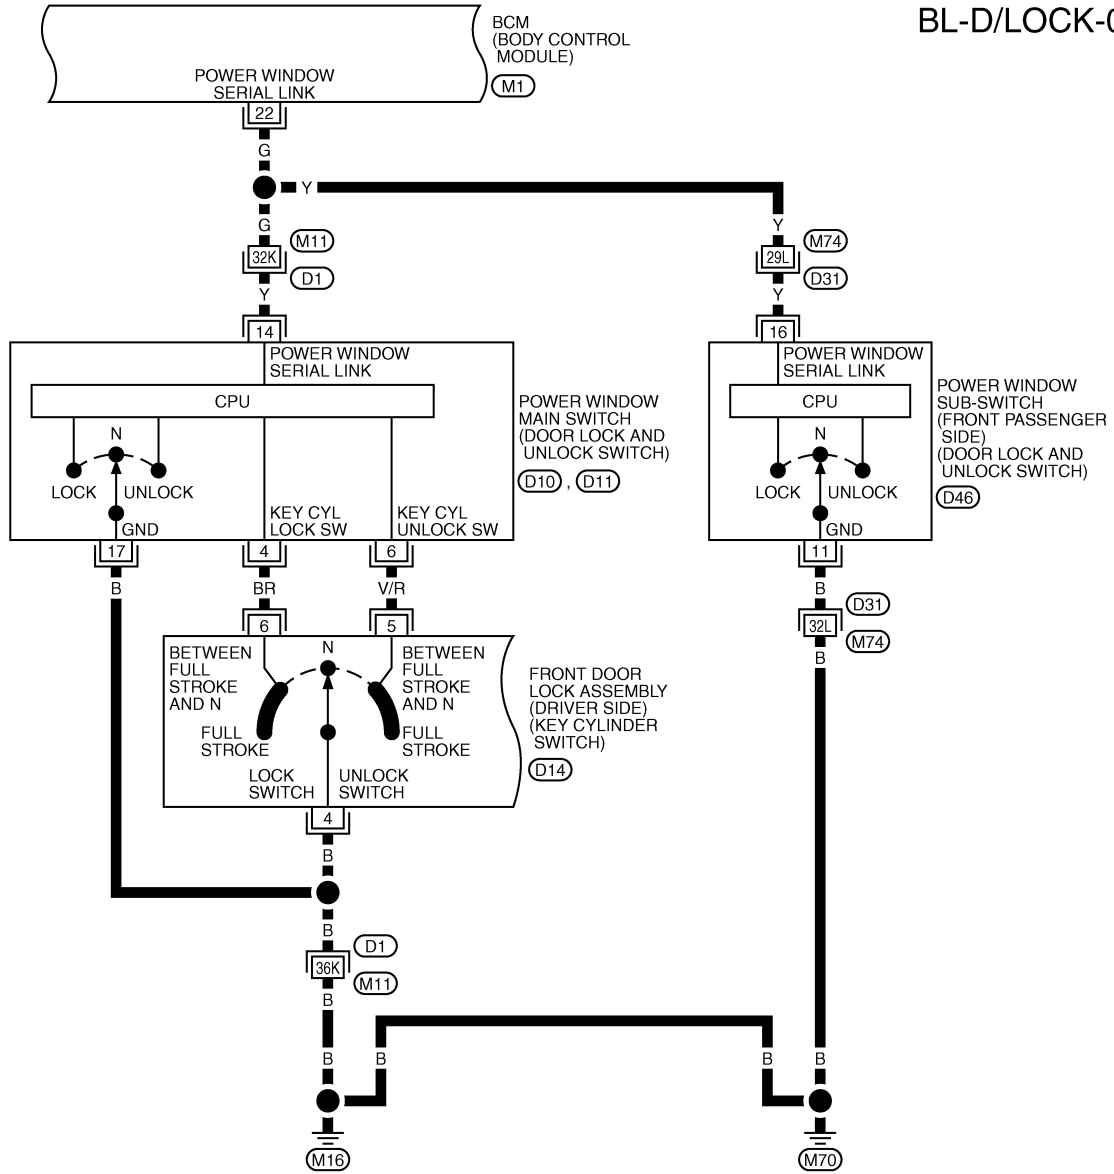 BL-D/LOCK-0
BCM
(BODY CONTROL
MODULE)
M1
POWER WINDOW
SERIAL LINK
22
G
Y
G
Y
M11
32K
D1
M74
29L
D31
Y
Y
14
16
POWER WINDOW
SERIAL LINK
CPU
N
LOCK
UNLOCK
GND
KEY CYL
LOCK SW
KEY CYL
UNLOCK SW
POWER WINDOW
MAIN SWITCH
(DOOR LOCK AND
UNLOCK SWITCH)
D10 , D11
POWER WINDOW
SERIAL LINK
CPU
N
LOCK
UNLOCK
GND
POWER WINDOW
SUB-SWITCH
(FRONT PASSENGER
SIDE)
(DOOR LOCK AND
UNLOCK SWITCH)
D46
17
4
6
11
B
BR
V/R
B
6
5
D31
32L
M74
B
BETWEEN
FULL
STROKE
AND N
N
BETWEEN
FULL
STROKE
AND N
FULL
STROKE
FULL
STROKE
LOCK
SWITCH
UNLOCK
SWITCH
FRONT DOOR
LOCK ASSEMBLY
(DRIVER SIDE)
(KEY CYLINDER
SWITCH)
D14
4
B
B
D1
36K
M11
B
B
B
B
B
M16
M70